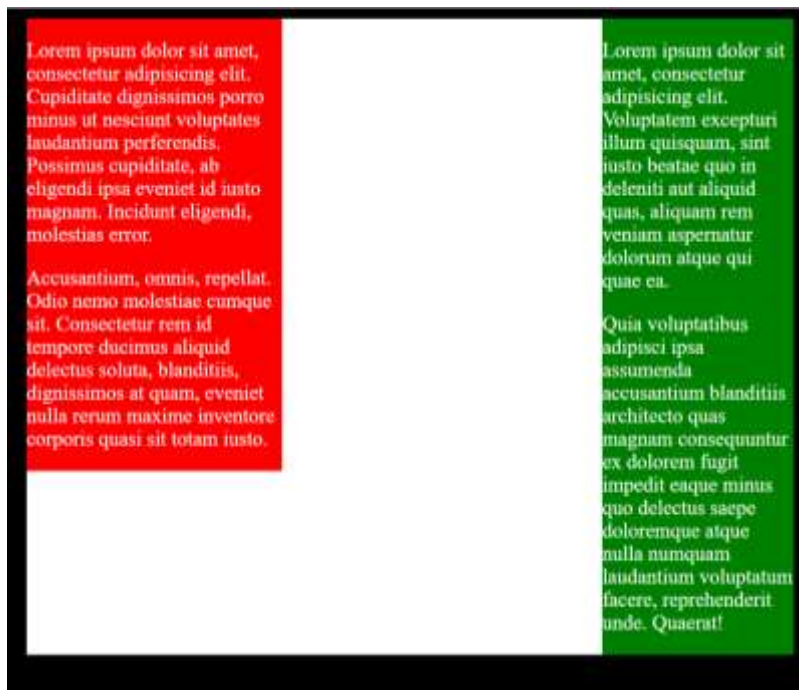 Lorem ipsum dolor sit amet,
consectetur adipisicing elit.
Cupiditate dignissimos porro
minus ut nesciunt voluptates
laudantium perferendis.
Possimus cupiditate, ab
eligendi ipsa eveniet id iusto
magnam. Incidunt eligendi,
molestias error.
Accusantium, omnis, repellat.
Odio nemo molestiae cumque
sit. Consectetur rem id
tempore ducimus aliquid
delectus soluta, blanditiis,
dignissimos at quam, eveniet
nulla rerum maxime inventore
corporis quasi sit totam iusto.
Lorem ipsum dolor sit
amet, consectetur
adipisicing elit.
Voluptatem excepturi
illum quisquam, sint
iusto beatae quo in
deleniti aut aliquid
quas, aliquam rem
veniam aspernatur
dolorum atque qui
quae ea.
Quia voluptatibus
adipisci ipsa
assumenda
accusantium blanditiis
architecto quas
magnam consequuntur
ex dolorem fugit
impedit eaque minus
quo delectus saepe
doloremque atque
nulla numquam
laudantium voluptatum
facere, reprehenderit
unde. Quaerat!